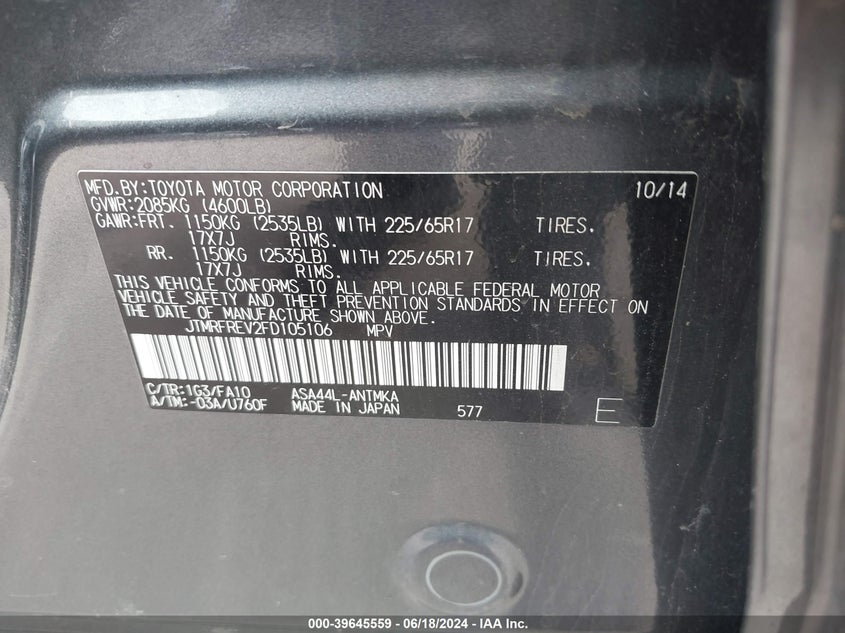 MFD.BY:TOYOTA MOTOR CORPORATION 10/14
GVWR:2085KG (4600LB)
GAWR:FRT. 1150KG (2535LB) WITH 225/65R17 TIRES.
17X7J RIMS.
RR. 1150KG (2535LB) WITH 225/65R17 TIRES.
17X7J RIMS.
THIS VEHICLE CONFORMS TO ALL APPLICABLE FEDERAL MOTOR
VEHICLE SAFETY AND THEFT PREVENTION STANDARDS IN EFFECT ON
THE DATE OF MANUFACTURE SHOWN ABOVE.
JTMRFREV2FD105106 MPV
C/TR:1G3/FA10 ASA44L-ANTMKA
A/TM:-03A/U760F MADE IN JAPAN 577 E
000-39645559 - 06/18/2024 - IAA Inc.